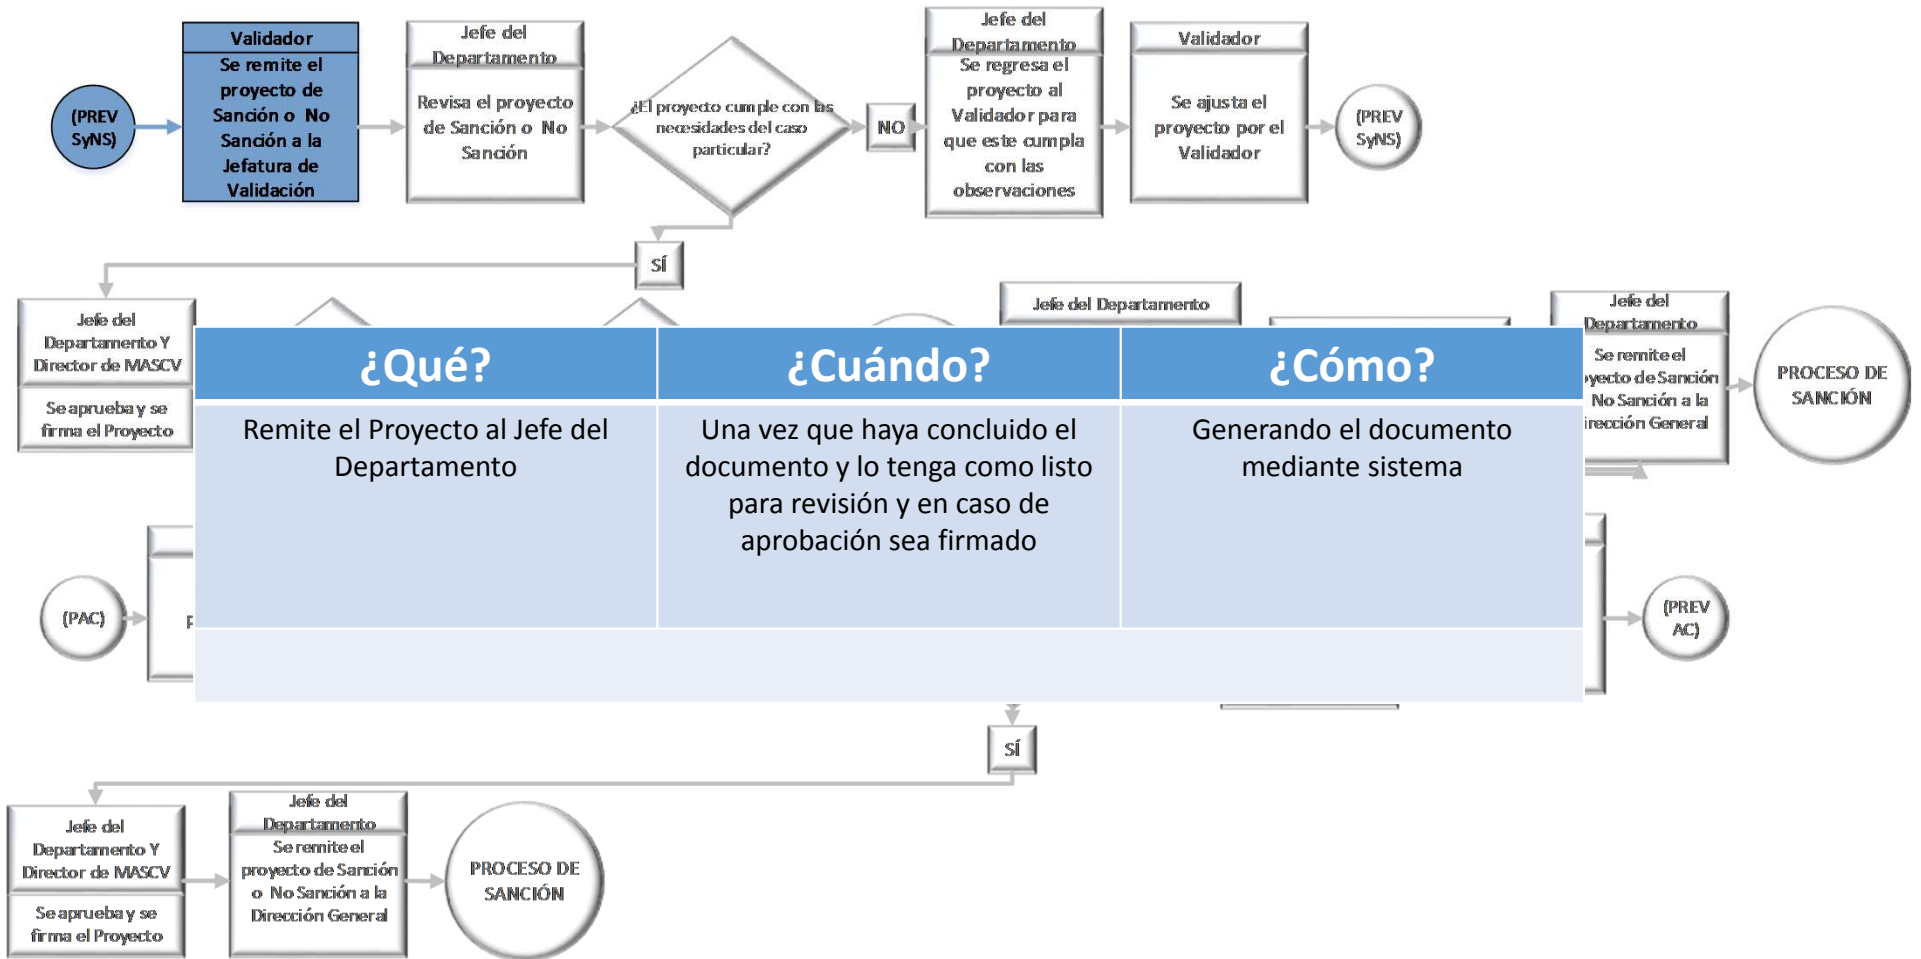 (PREV
SyNS)
Validador
Se remite el
proyecto de
Sanción o No
Sanción a la
Jefatura de
Validación
Jefe del
Departamento
Revisa el proyecto
de Sanción o No
Sanción
¿El proyecto cumple con las
necesidades del caso
particular?
NO
Jefe del
Departamento
Se regresa el
proyecto al
Validador para
que este cumpla
con las
observaciones
Validador
Se ajusta el
proyecto por el
Validador
(PREV
SyNS)
SÍ
Jefe del
Departamento Y
Director de MASCV
Se aprueba y se
firma el Proyecto
Jefe del Departamento
Jefe del
Departamento
Se remite el
yecto de Sanción
No Sanción a la
irección General
PROCESO DE
SANCIÓN
¿Qué?
¿Cuándo?
¿Cómo?
Remite el Proyecto al Jefe del
Departamento
Una vez que haya concluido el
documento y lo tenga como listo
para revisión y en caso de
aprobación sea firmado
Generando el documento
mediante sistema
(PAC)
(PREV
AC)
SÍ
Jefe del
Departamento Y
Director de MASCV
Se aprueba y se
firma el Proyecto
Jefe del
Departamento
Se remite el
proyecto de Sanción
o No Sanción a la
Dirección General
PROCESO DE
SANCIÓN